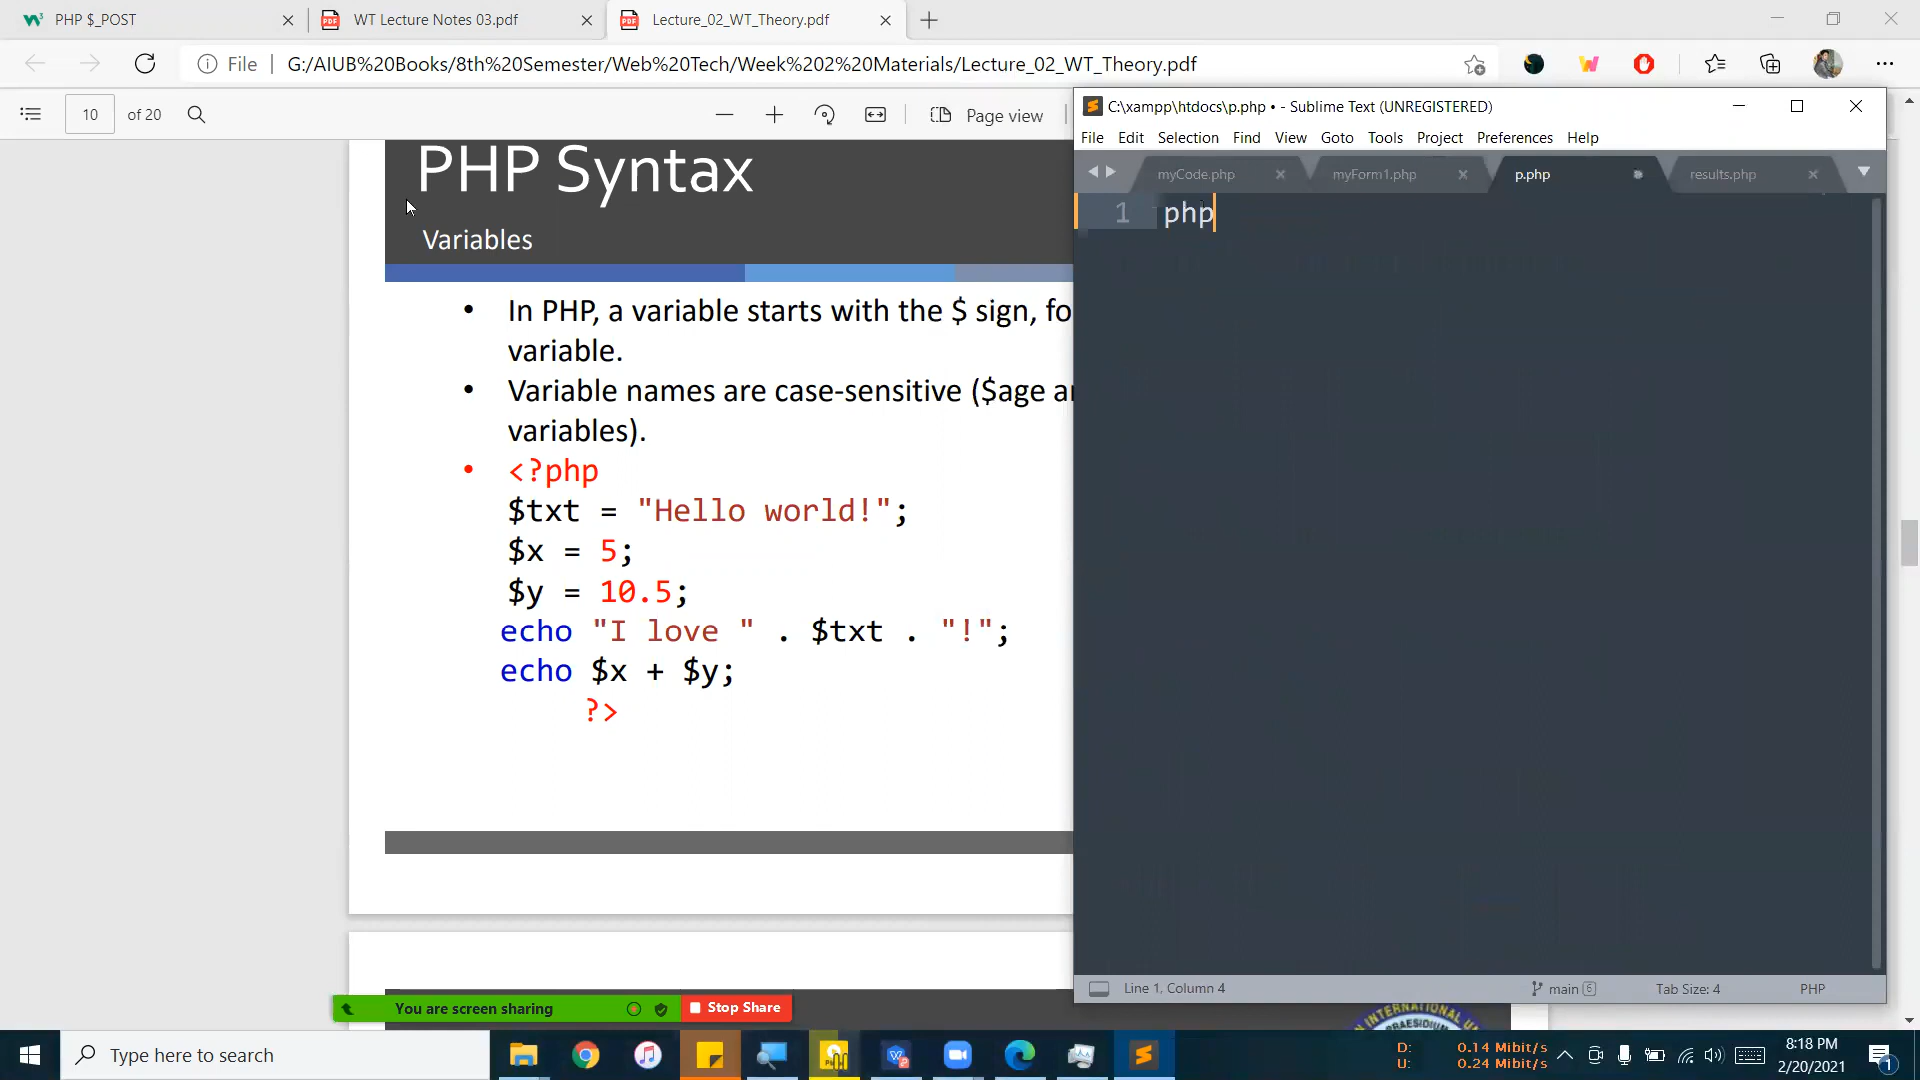 PHP $_POST
WT Lecture Notes 03.pdf
Lecture_02_WT_Theory.pdf
File
G:/AIUB%20Books/8th%20Semester/Web%20Tech/Week%202%20Materials/Lecture_02_WT_Theory.pdf
10 of 20
Page view
PHP Syntax
Variables
• In PHP, a variable starts with the $ sign, fo
variable.
• Variable names are case-sensitive ($age a
variables).
• <?php
$txt = "Hello world!";
$x = 5;
$y = 10.5;
echo "I love " . $txt . "!";
echo $x + $y;
?>
C:\xampp\htdocs\p.php • - Sublime Text (UNREGISTERED)
File Edit Selection Find View Goto Tools Project Preferences Help
myCode.php
myForm1.php
p.php
results.php
1 php
Line 1, Column 4
main 6
Tab Size: 4
PHP
You are screen sharing
Stop Share
Type here to search
D: 0.14 Mibit/s
U: 0.24 Mibit/s
8:18 PM
2/20/2021
1